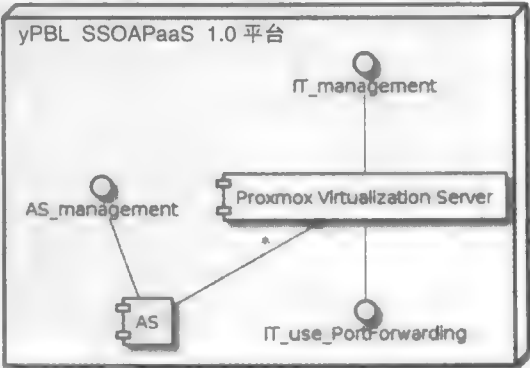 yPBL SSOAPaaS 1.0 平台
IT_management
AS_management
Proxmox Virtualization Server
*
AS
IT_use_PortForwarding